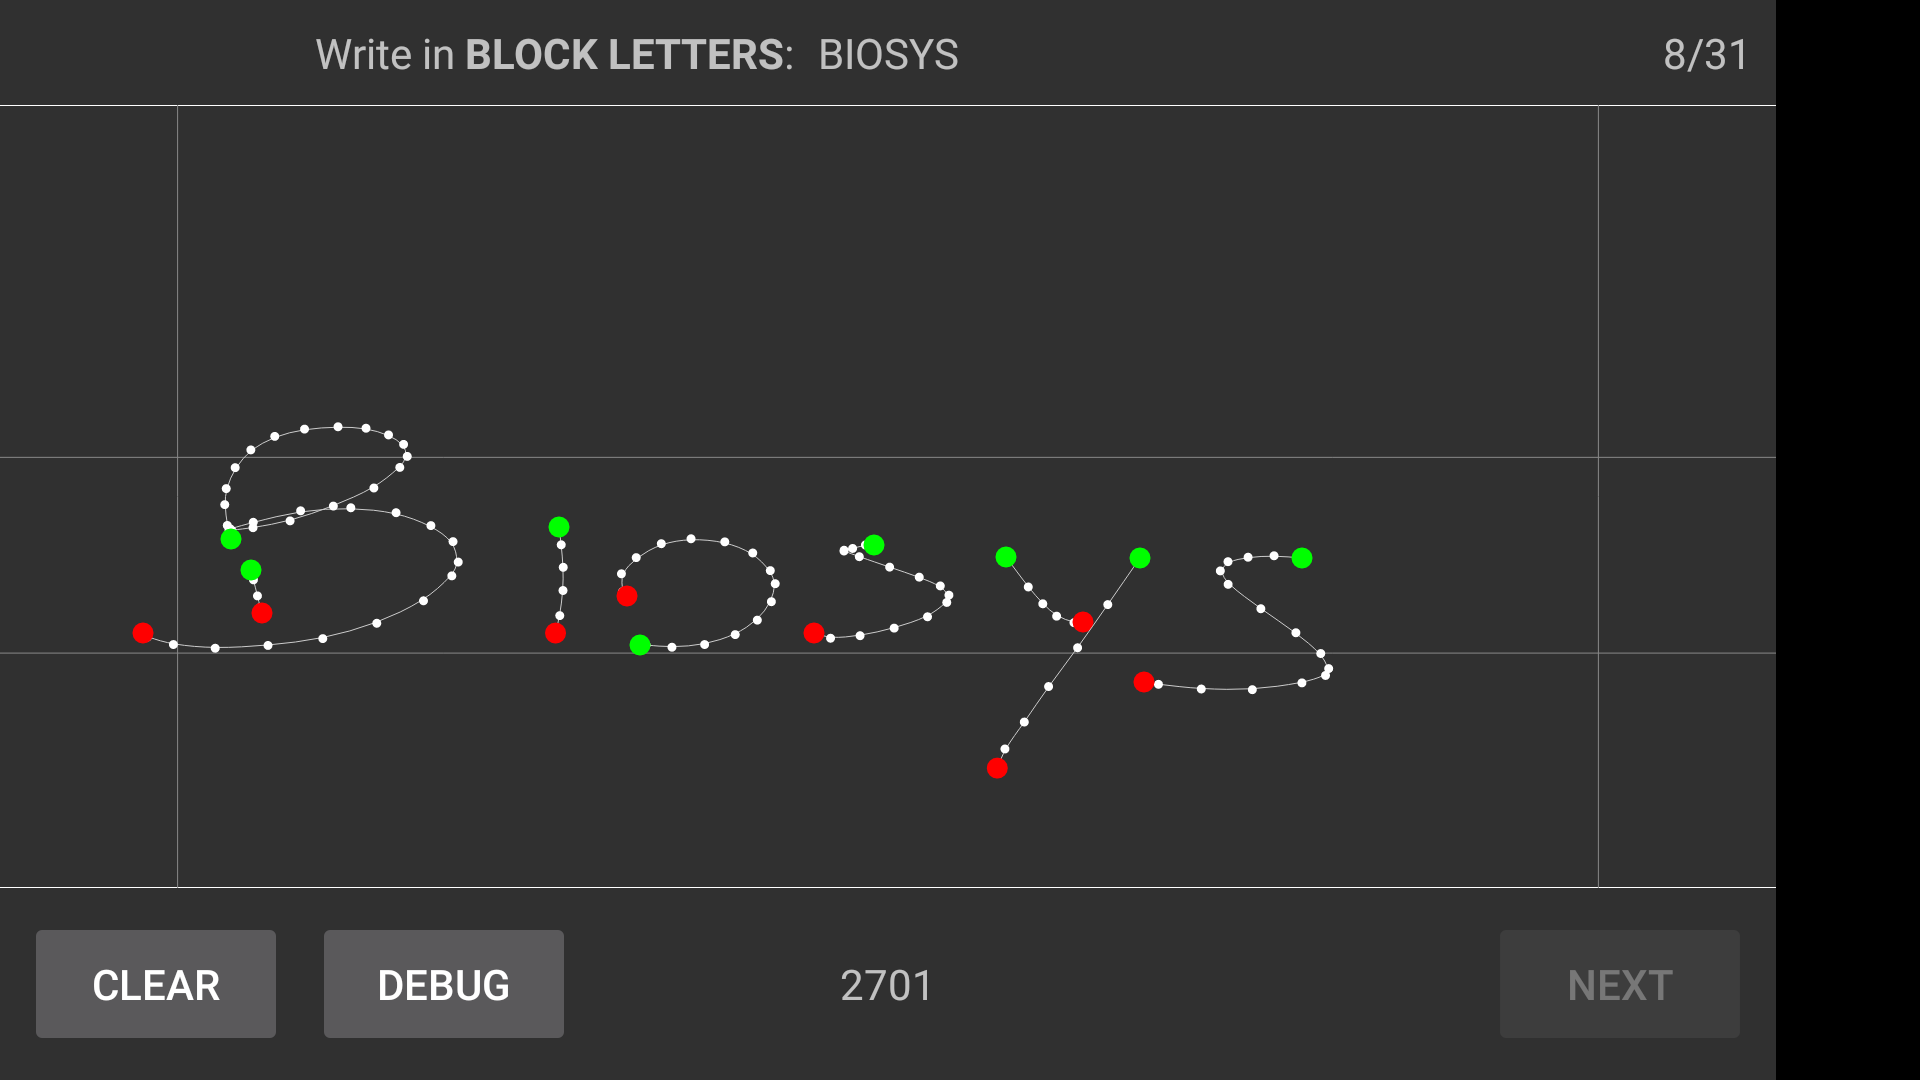 Write in BLOCK LETTERS: BIOSYS 8/31
BIOSYS
CLEAR DEBUG 2701 NEXT